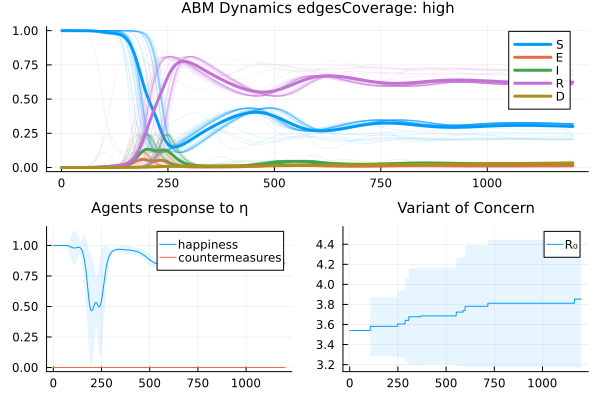 ABM Dynamics edgesCoverage: high
1.00
0.75
0.50
0.25
0.00
0
250
500
750
1000
S
E
I
R
D
Agents response to η
1.00
0.75
0.50
0.25
0.00
0
250
500
750
1000
happiness
countermeasures
Variant of Concern
4.4
4.2
4.0
3.8
3.6
3.4
3.2
0
250
500
750
1000
R₀